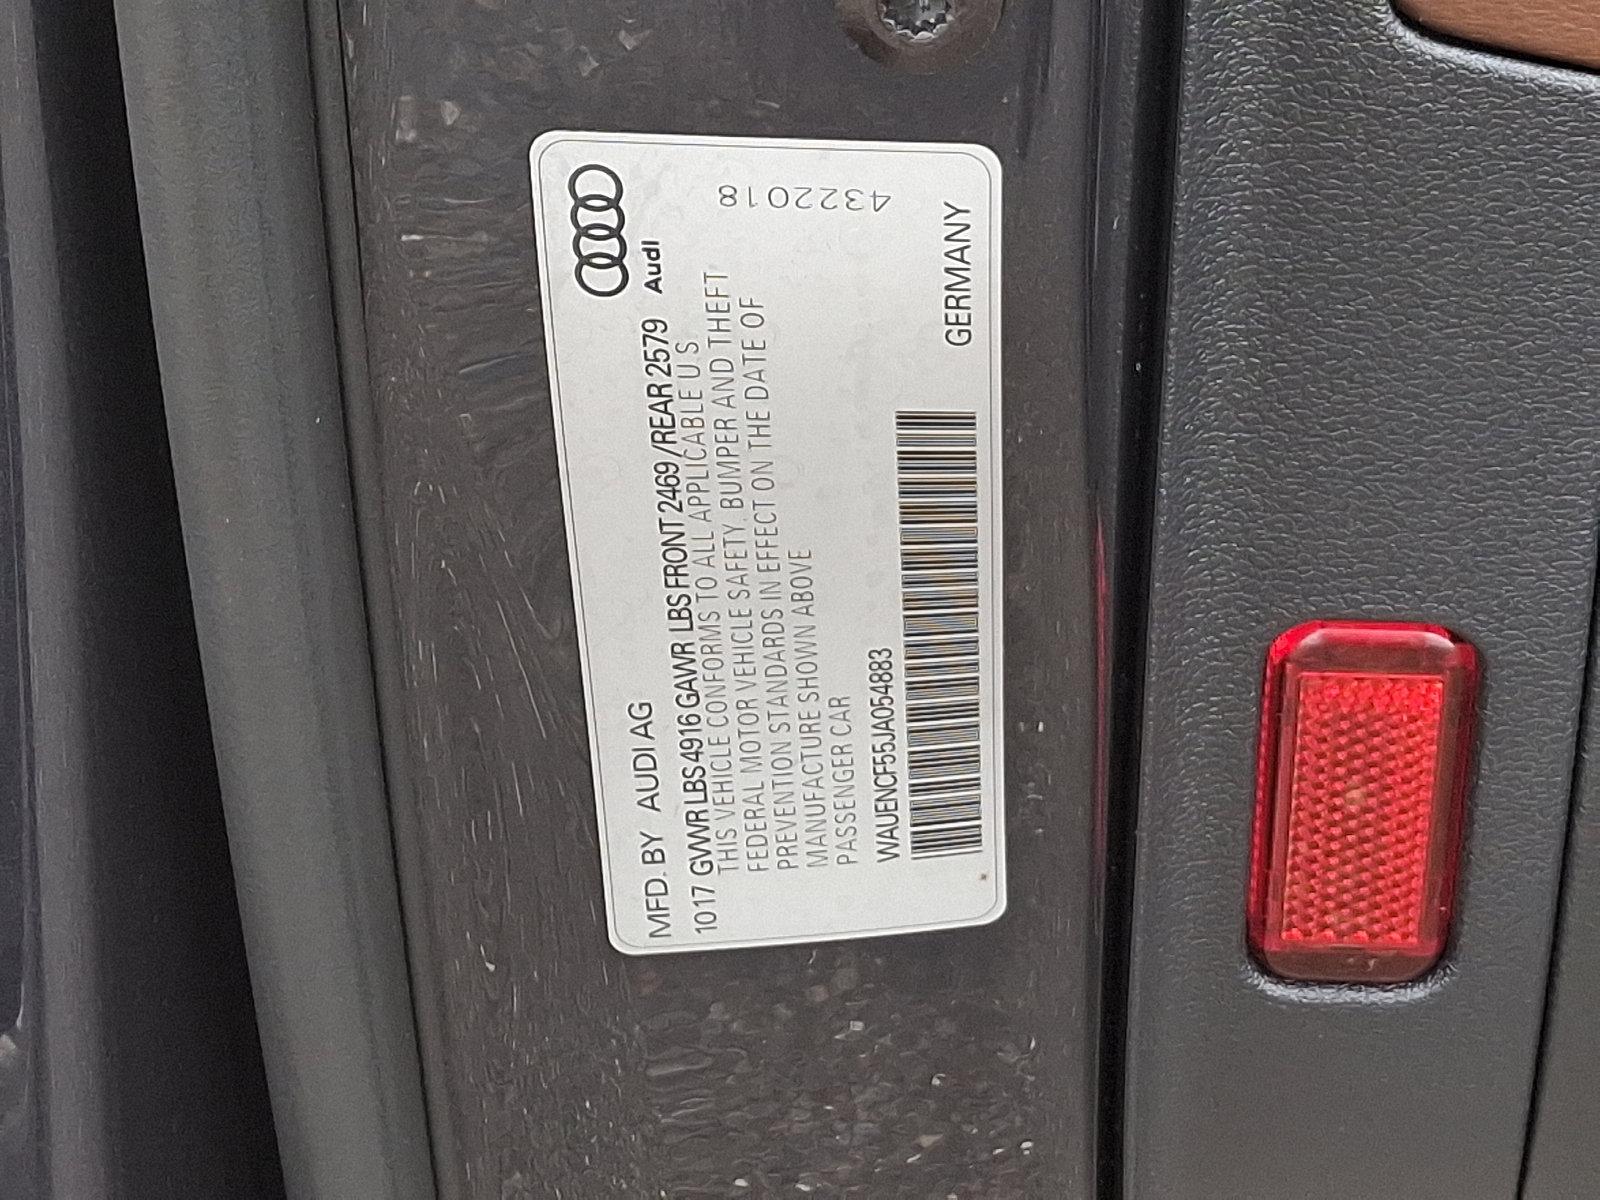 MFD. BY AUDI AG
Audi
1017 GVWR LBS 4916 GAWR LBS FRONT 2469 / REAR 2579
THIS VEHICLE CONFORMS TO ALL APPLICABLE U S
FEDERAL MOTOR VEHICLE SAFETY, BUMPER AND THEFT
PREVENTION STANDARDS IN EFFECT ON THE DATE OF
MANUFACTURE SHOWN ABOVE
PASSENGER CAR
4322018
WAUENCF55JA054883
GERMANY